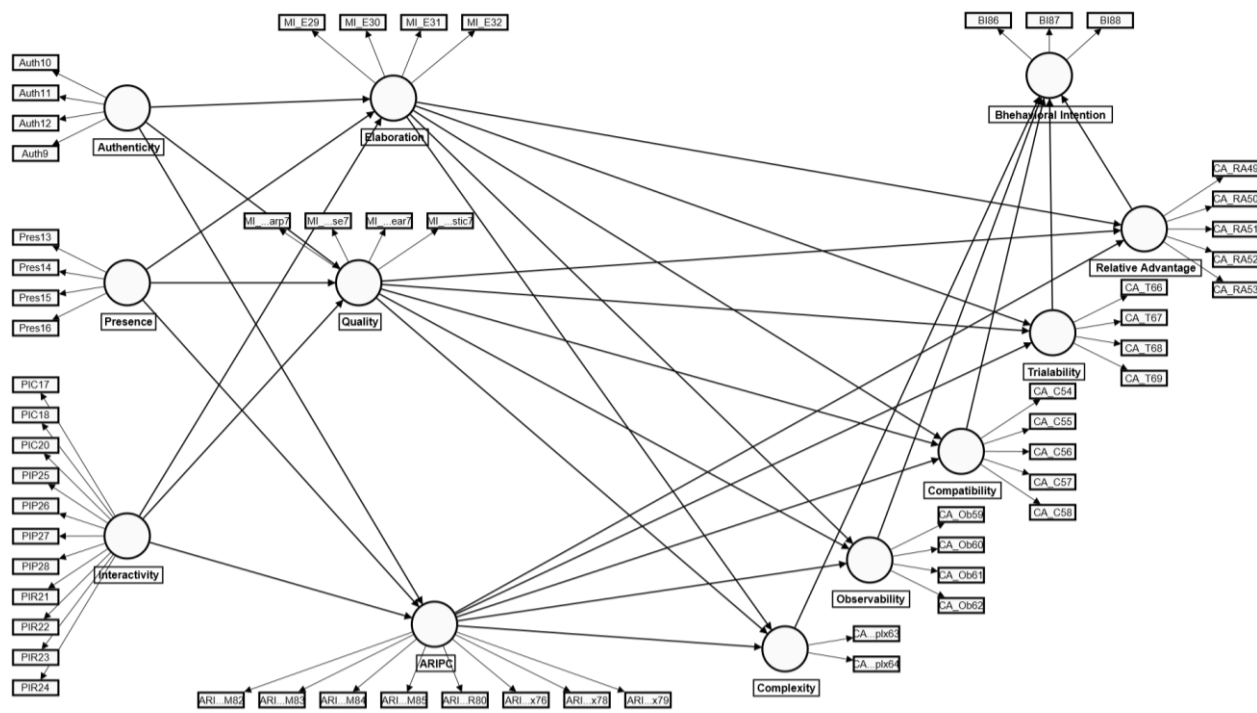 MI_E29
MI_E30
MI_E31
MI_E32
BI86
BI87
BI88
Auth10
Auth11
Auth12
Auth9
Authenticity
Elaboration
Bhehavioral Intention
CA_RA49
CA_RA50
CA_RA51
CA_RA52
CA_RA53
Relative Advantage
MI_...arp7
MI_...se7
MI_...ear7
MI_...stic7
Pres13
Pres14
Pres15
Pres16
Presence
Quality
CA_T66
CA_T67
CA_T68
CA_T69
Trialability
PIC17
PIC18
PIC20
PIP25
PIP26
PIP27
PIP28
PIR21
PIR22
PIR23
PIR24
Interactivity
CA_C54
CA_C55
CA_C56
CA_C57
CA_C58
Compatibility
CA_Ob59
CA_Ob60
CA_Ob61
CA_Ob62
Observability
ARIPC
CA...plx63
CA...plx64
Complexity
ARI...M82
ARI...M83
ARI...M84
ARI...M85
ARI...R80
ARI...x76
ARI...x78
ARI...x79